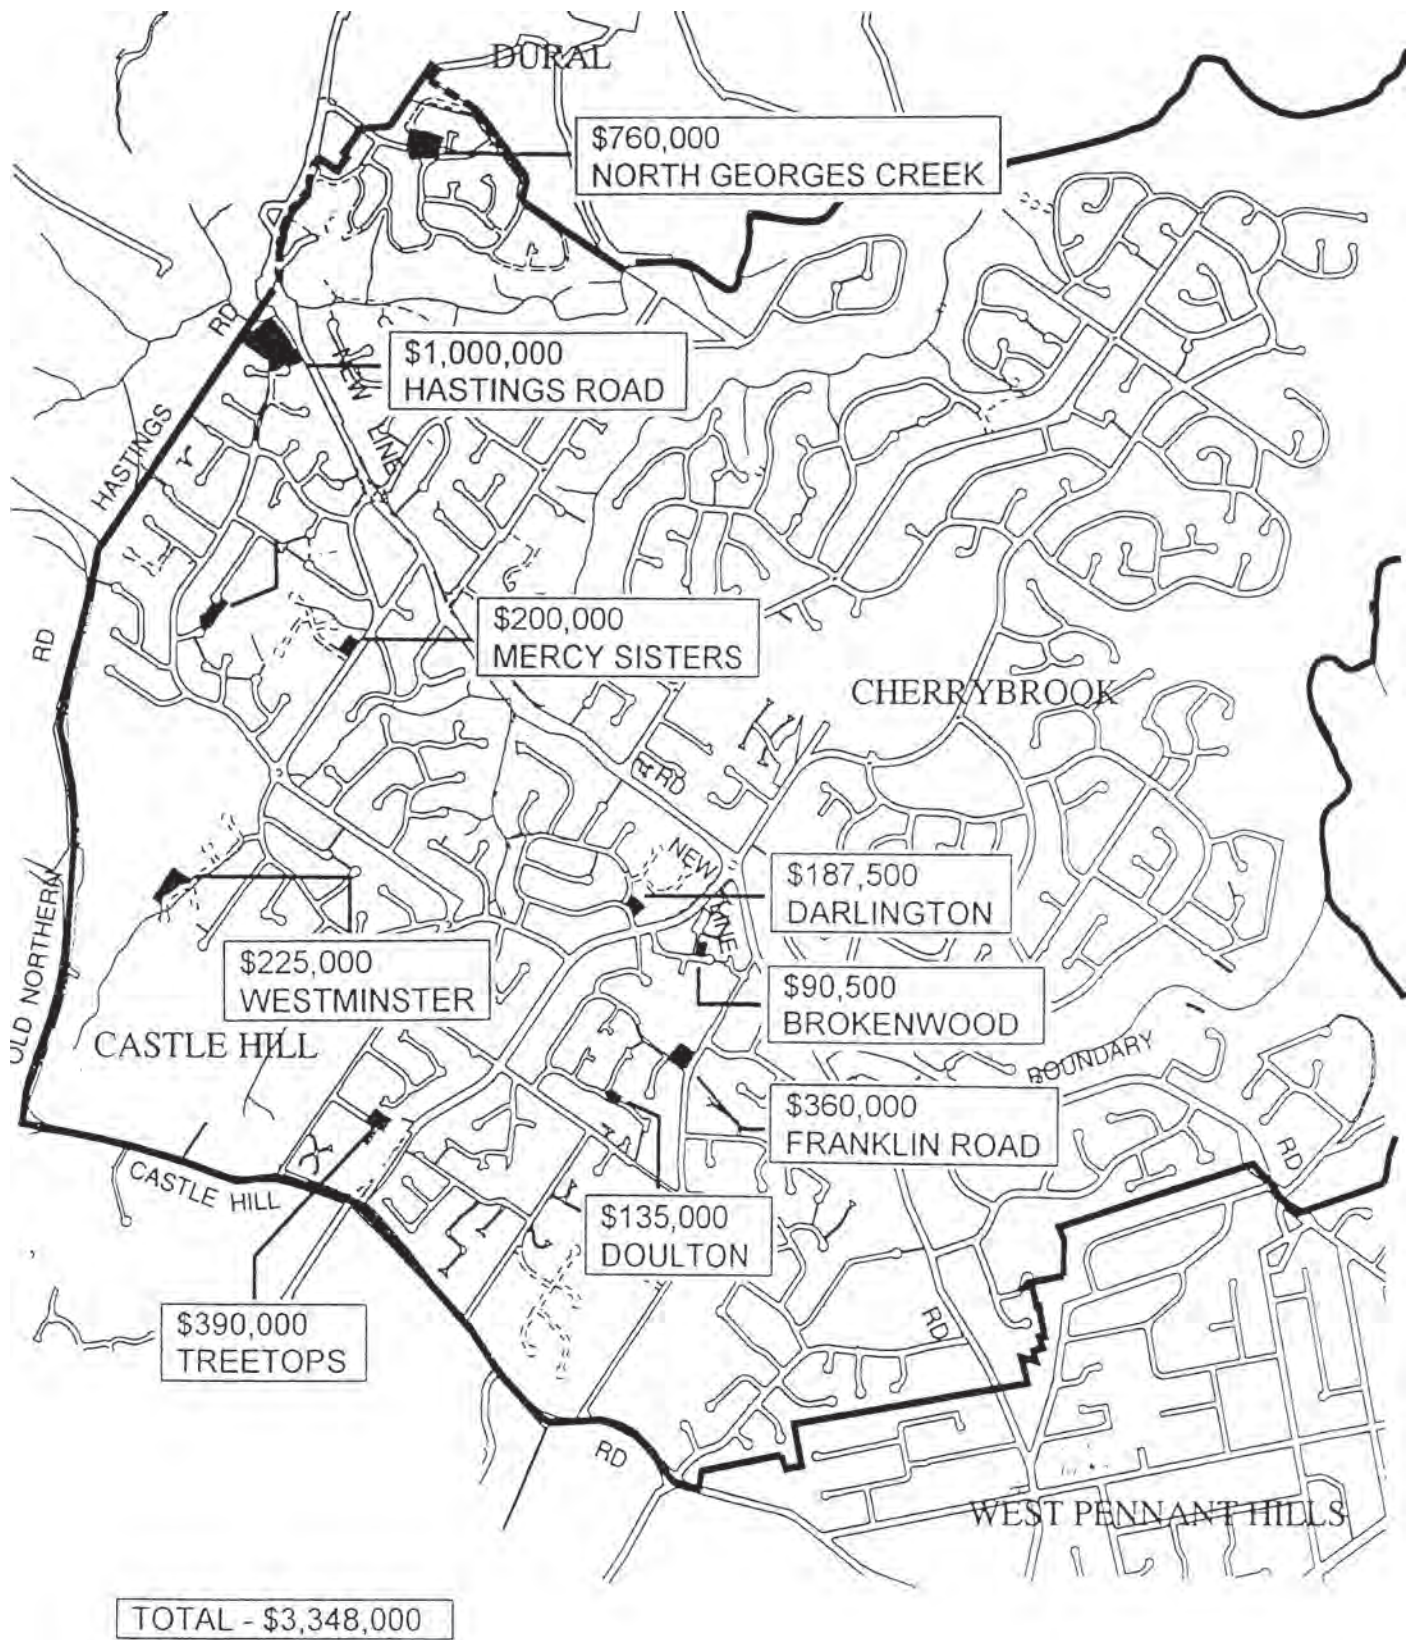 DURAL
$760,000
NORTH GEORGES CREEK
RD
$1,000,000
HASTINGS ROAD
NEW
HASTINGS
LINE
$200,000
MERCY SISTERS
RD
CHERRYBROOK
RD
NEW
$187,500
DARLINGTON
LINE
OLD NORTHERN
$225,000
WESTMINSTER
$90,500
BROKENWOOD
CASTLE HILL
BOUNDARY
$360,000
FRANKLIN ROAD
RD
CASTLE HILL
$135,000
DOULTON
$390,000
TREETOPS
RD
RD
WEST PENNANT HILLS
TOTAL - $3,348,000